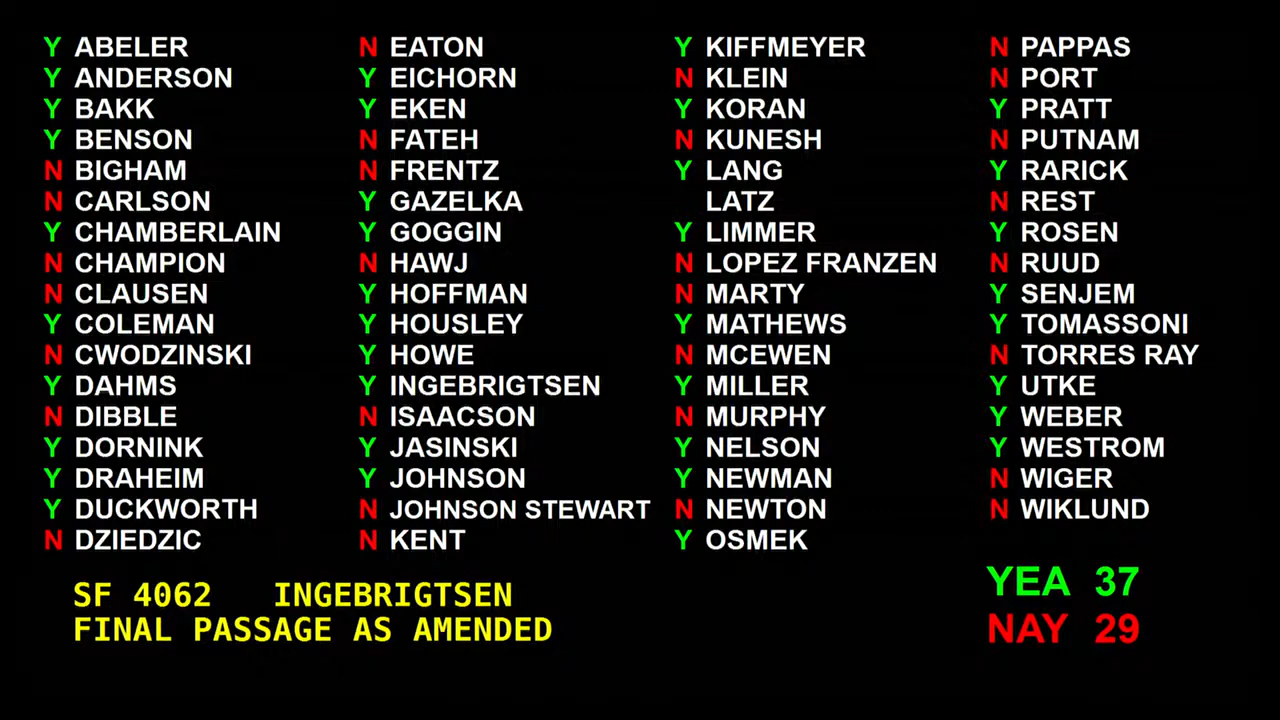 Y ABELER
Y ANDERSON
Y BAKK
Y BENSON
N BIGHAM
N CARLSON
Y CHAMBERLAIN
N CHAMPION
N CLAUSEN
Y COLEMAN
N CWODZINSKI
Y DAHMS
N DIBBLE
Y DORNINK
Y DRAHEIM
Y DUCKWORTH
N DZIEDZIC
N EATON
Y EICHORN
Y EKEN
N FATEH
N FRENTZ
Y GAZELKA
Y GOGGIN
N HAWJ
Y HOFFMAN
Y HOUSLEY
Y HOWE
Y INGEBRIGTSEN
N ISAACSON
Y JASINSKI
Y JOHNSON
N JOHNSON STEWART
N KENT
Y KIFFMEYER
N KLEIN
Y KORAN
N KUNESH
Y LANG
LATZ
Y LIMMER
N LOPEZ FRANZEN
N MARTY
Y MATHEWS
N MCEWEN
Y MILLER
N MURPHY
Y NELSON
Y NEWMAN
N NEWTON
Y OSMEK
N PAPPAS
N PORT
Y PRATT
N PUTNAM
Y RARICK
N REST
Y ROSEN
N RUUD
Y SENJEM
Y TOMASSONI
N TORRES RAY
Y UTKE
Y WEBER
Y WESTROM
N WIGER
N WIKLUND
SF 4062 INGEBRIGTSEN
FINAL PASSAGE AS AMENDED
YEA 37
NAY 29